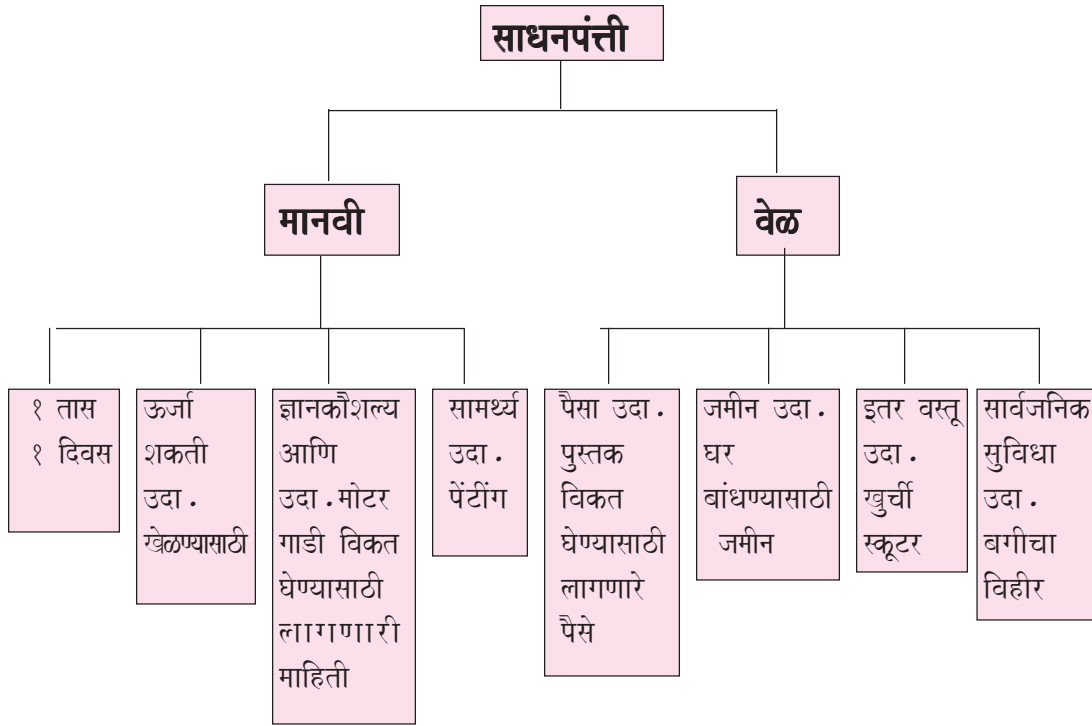 साधनपंत्ती
मानवी
वेळ
१ तास
१ दिवस
ऊर्जा
शकती
उदा.
खेळण्यासाठी
ज्ञानकौशल्य
आणि
उदा.मोटर
गाडी विकत
घेण्यासाठी
लागणारी
माहिती
सामर्थ्य
उदा.
पेंटींग
पैसा उदा.
पुस्तक
विकत
घेण्यासाठी
लागणारे
पैसे
जमीन उदा.
घर
बांधण्यासाठी
जमीन
इतर वस्तू
उदा.
खुर्ची
स्कूटर
सार्वजनिक
सुविधा
उदा.
बगीचा
विहीर